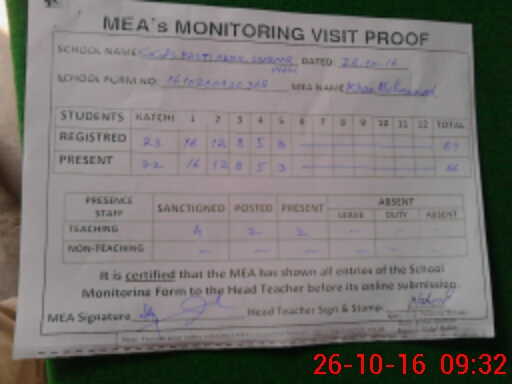 MEA's MONITORING VISIT PROOF
SCHOOL NAME DATED 26-10-16
SCHOOL FORM NO. MEA NAME
STUDENTS KATCHI 1 2 3 4 5 6 7 8 9 10 11 12 TOTAL
REGISTRED 23 16 12 8 5 3 67
PRESENT 22 16 12 8 5 3 66
PRESENCE STAFF SANCTIONED POSTED PRESENT ABSENT
LEAVE DUTY ABSENT
TEACHING 4 2 2 - - -
NON-TEACHING - - - - - -
It is certified that the MEA has shown all entries of the School
Monitoring Form to the Head Teacher before its online submission.
MEA Signature Head Teacher Sign & Stamp:
26-10-16 09:32